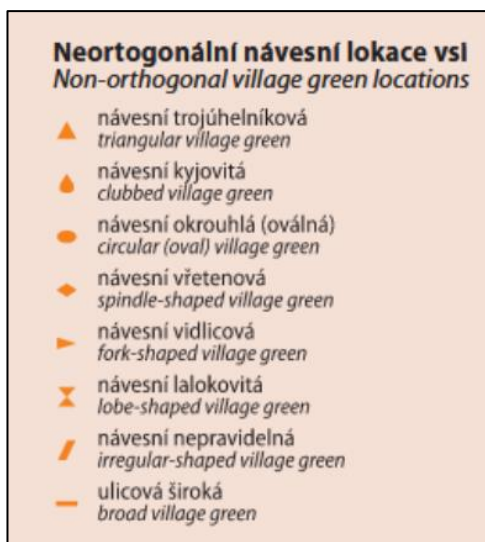 Neortogonální návesní lokace vsI
Non-orthogonal village green locations
návesní trojúhelníková
triangular village green
návesní kyjovitá
clubbed village green
návesní okrouhlá (oválná)
circular (oval) village green
návesní vřetenová
spindle-shaped village green
návesní vidlicová
fork-shaped village green
návesní lalokovitá
lobe-shaped village green
návesní nepravidelná
irregular-shaped village green
ulicová široká
broad village green